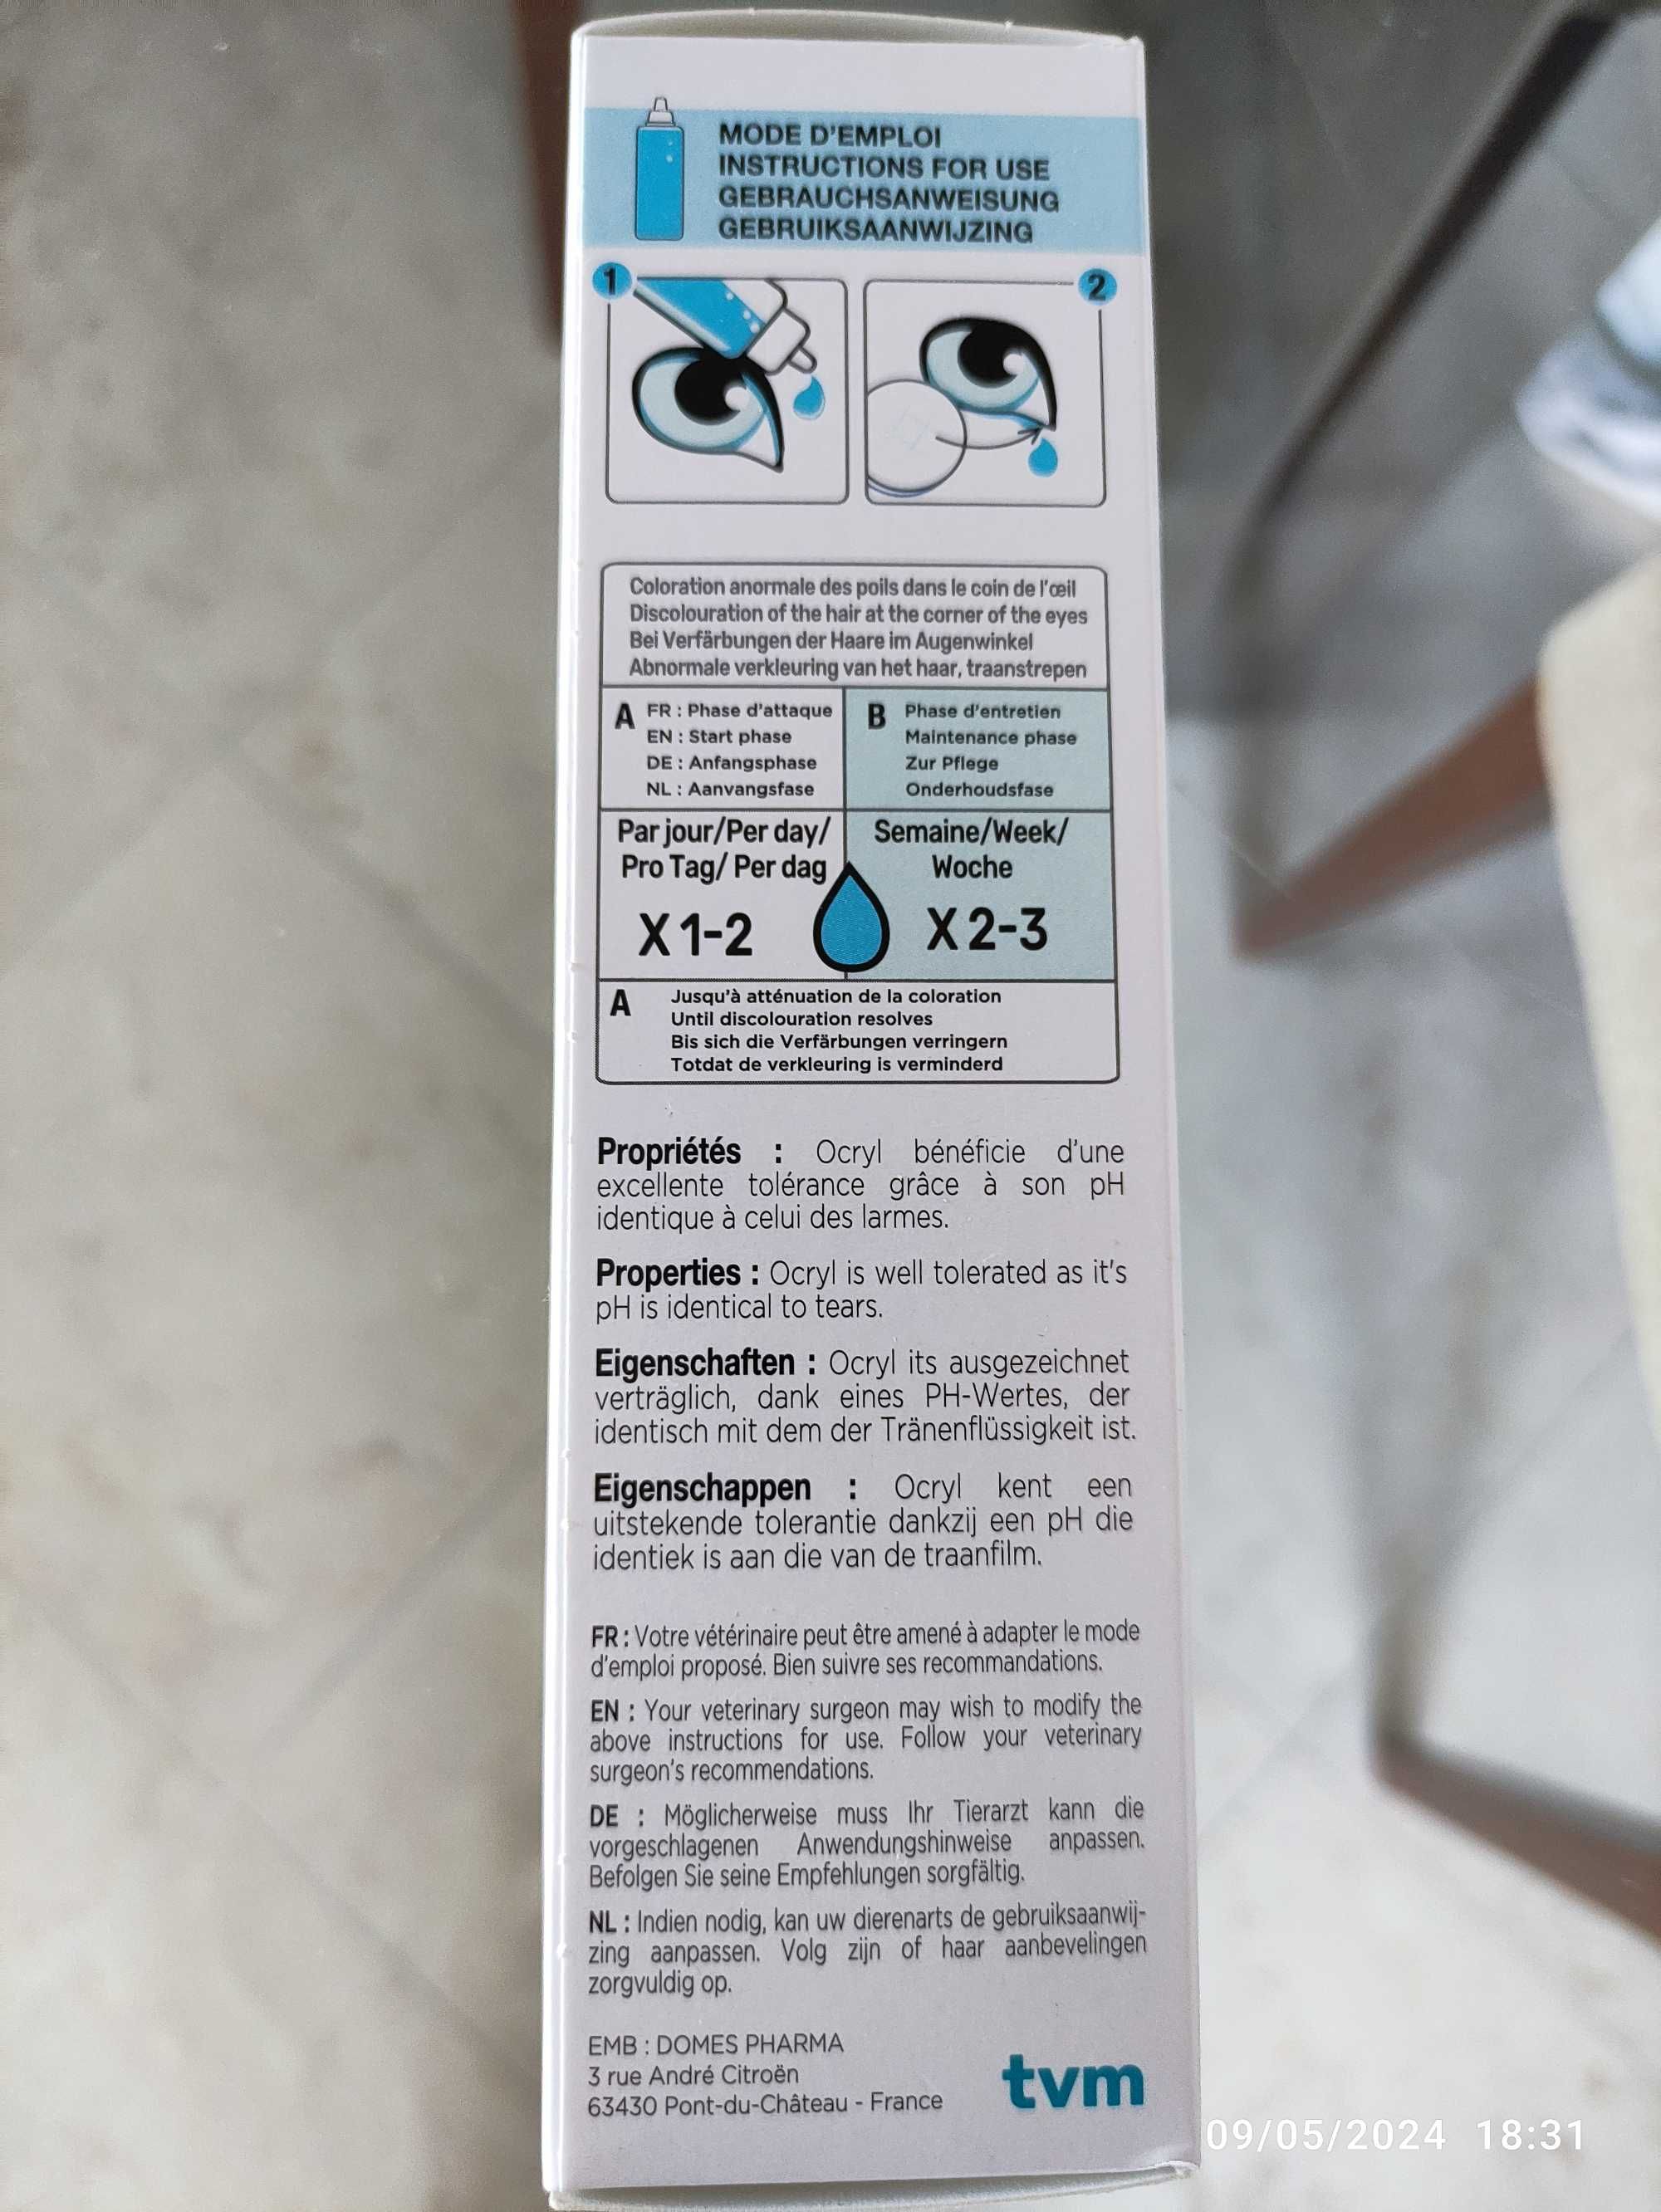 MODE D'EMPLOI
INSTRUCTIONS FOR USE
GEBRAUCHSANWEISUNG
GEBRUIKSAANWIJZING
1
2
Coloration anormale des poils dans le coin de l'œil
Discolouration of the hair at the corner of the eyes
Bei Verfärbungen der Haare im Augenwinkel
Abnormale verkleuring van het haar, traanstrepen
A FR : Phase d'attaque
EN : Start phase
DE : Anfangsphase
NL : Aanvangsfase
B Phase d'entretien
Maintenance phase
Zur Pflege
Onderhoudsfase
Par jour/Per day/
Pro Tag/ Per dag
X 1-2
Semaine/Week/
Woche
X 2-3
A Jusqu'à atténuation de la coloration
Until discolouration resolves
Bis sich die Verfärbungen verringern
Totdat de verkleuring is verminderd
Propriétés : Ocryl bénéficie d'une
excellente tolérance grâce à son pH
identique à celui des larmes.
Properties : Ocryl is well tolerated as it's
pH is identical to tears.
Eigenschaften : Ocryl its ausgezeichnet
verträglich, dank eines PH-Wertes, der
identisch mit dem der Tränenflüssigkeit ist.
Eigenschappen : Ocryl kent een
uitstekende tolerantie dankzij een pH die
identiek is aan die van de traanfilm.
FR : Votre vétérinaire peut être amené à adapter le mode
d'emploi proposé. Bien suivre ses recommandations.
EN : Your veterinary surgeon may wish to modify the
above instructions for use. Follow your veterinary
surgeon's recommendations.
DE : Möglicherweise muss Ihr Tierarzt kann die
vorgeschlagenen Anwendungshinweise anpassen.
Befolgen Sie seine Empfehlungen sorgfältig.
NL : Indien nodig, kan uw dierenarts de gebruiksaanwij-
zing aanpassen. Volg zijn of haar aanbevelingen
zorgvuldig op.
EMB : DOMES PHARMA
3 rue André Citroën
63430 Pont-du-Château - France
tvm
09/05/2024 18:31